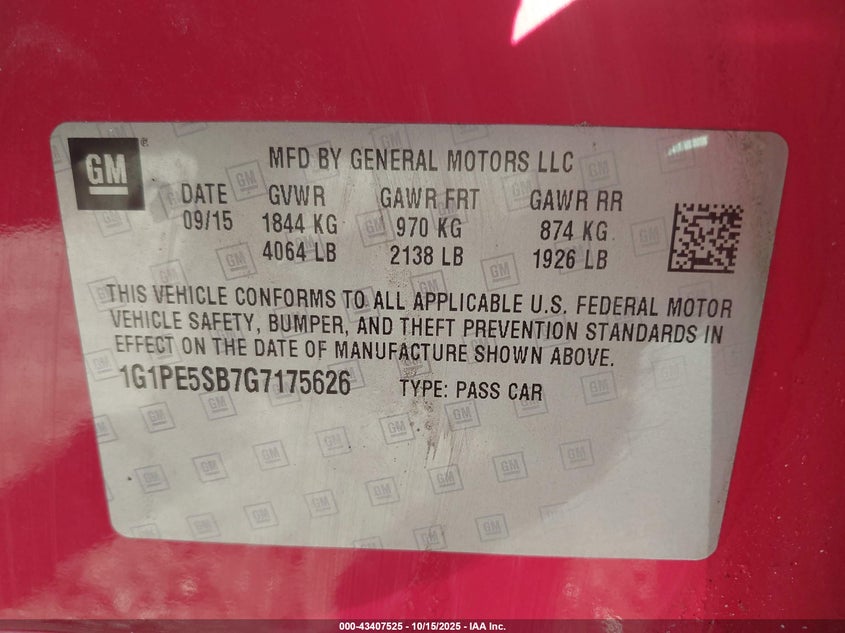 GM
®
MFD BY GENERAL MOTORS LLC
DATE GVWR GAWR FRT GAWR RR
09/15 1844 KG 970 KG 874 KG
4064 LB 2138 LB 1926 LB
THIS VEHICLE CONFORMS TO ALL APPLICABLE U.S. FEDERAL MOTOR
VEHICLE SAFETY, BUMPER, AND THEFT PREVENTION STANDARDS IN
EFFECT ON THE DATE OF MANUFACTURE SHOWN ABOVE.
1G1PE5SB7G7175626 TYPE: PASS CAR
000-43407525 - 10/15/2025 - IAA Inc.